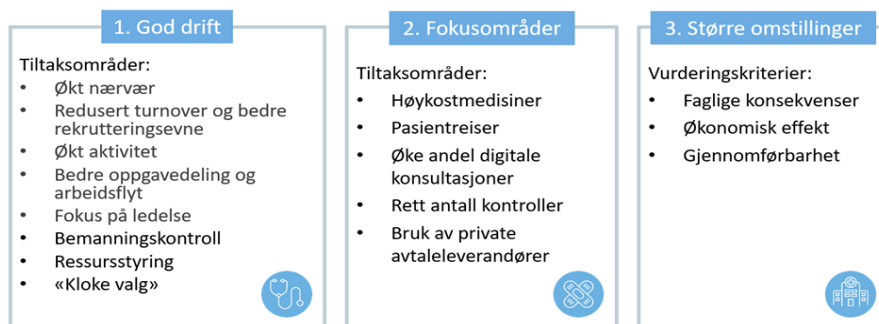 1. God drift
Tiltaksområder:
• Økt nærvær
• Redusert turnover og bedre
rekrutteringsevne
• Økt aktivitet
• Bedre oppgavedeling og
arbeidsflyt
• Fokus på ledelse
• Bemanningskontroll
• Ressursstyring
• «Kloke valg»
2. Fokusområder
Tiltaksområder:
• Høykostmedisiner
• Pasientreiser
• Øke andel digitale
konsultasjoner
• Rett antall kontroller
• Bruk av private
avtaleleverandører
3. Større omstillinger
Vurderingskriterier:
• Faglige konsekvenser
• Økonomisk effekt
• Gjennomførbarhet